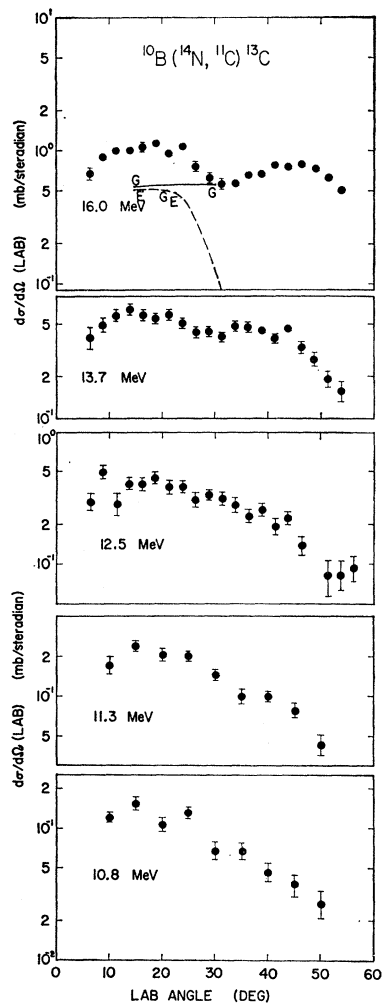 10¹
¹⁰B(¹⁴N, ¹¹C)¹³C
5
10⁰
5
G
G
E
G
E
16.0 MeV
10⁻¹
5
2
13.7 MeV
10⁻¹
10⁰
5
2
12.5 MeV
10⁻¹
2
10⁻¹
11.3 MeV
5
2
10⁻¹
10.8 MeV
5
2
10⁻²
0 10 20 30 40 50 60
LAB ANGLE (DEG)
dσ/dΩ (LAB) (mb/steradian)
dσ/dΩ (LAB) (mb/steradian)